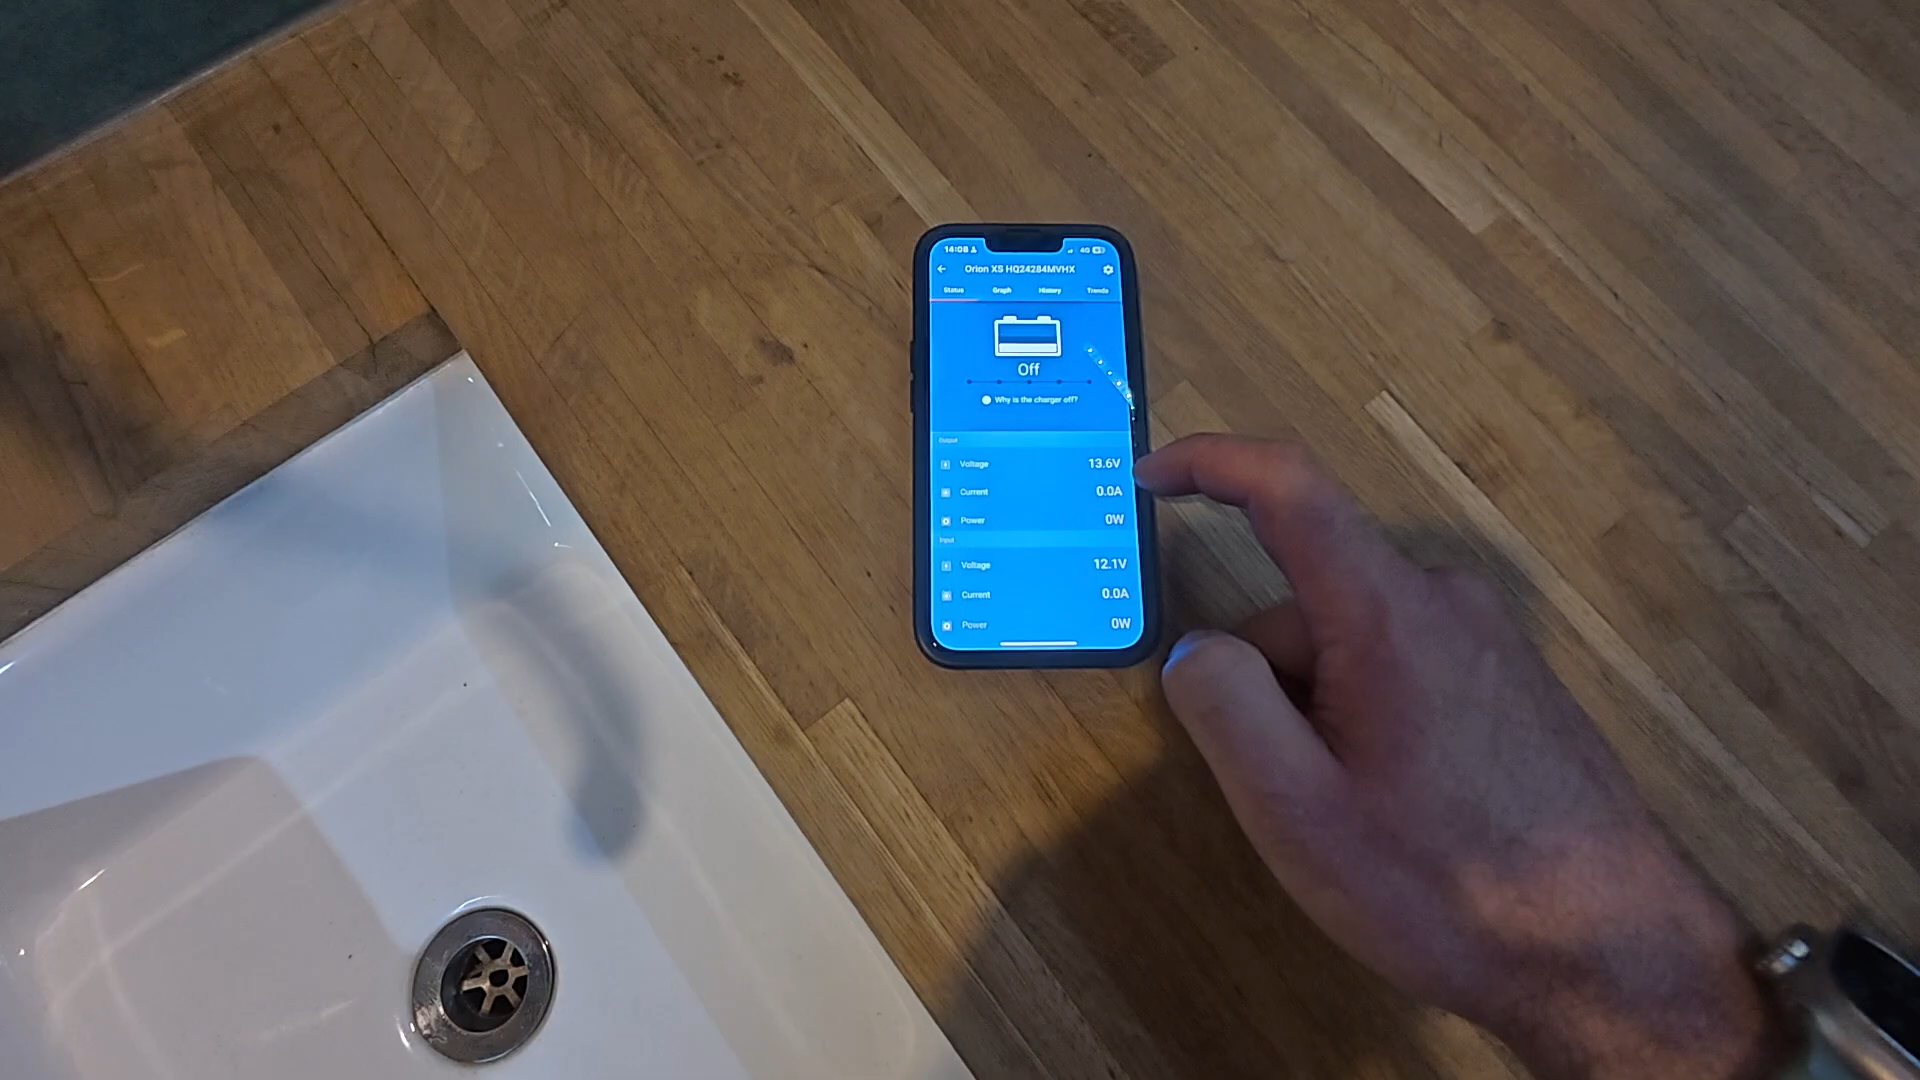 14:08 4G
Orion XS HQ24284MVHX
Status Graph History Trends
Off
Why is the charger off?
Output
Voltage 13.6V
Current 0.0A
Power 0W
Input
Voltage 12.1V
Current 0.0A
Power 0W